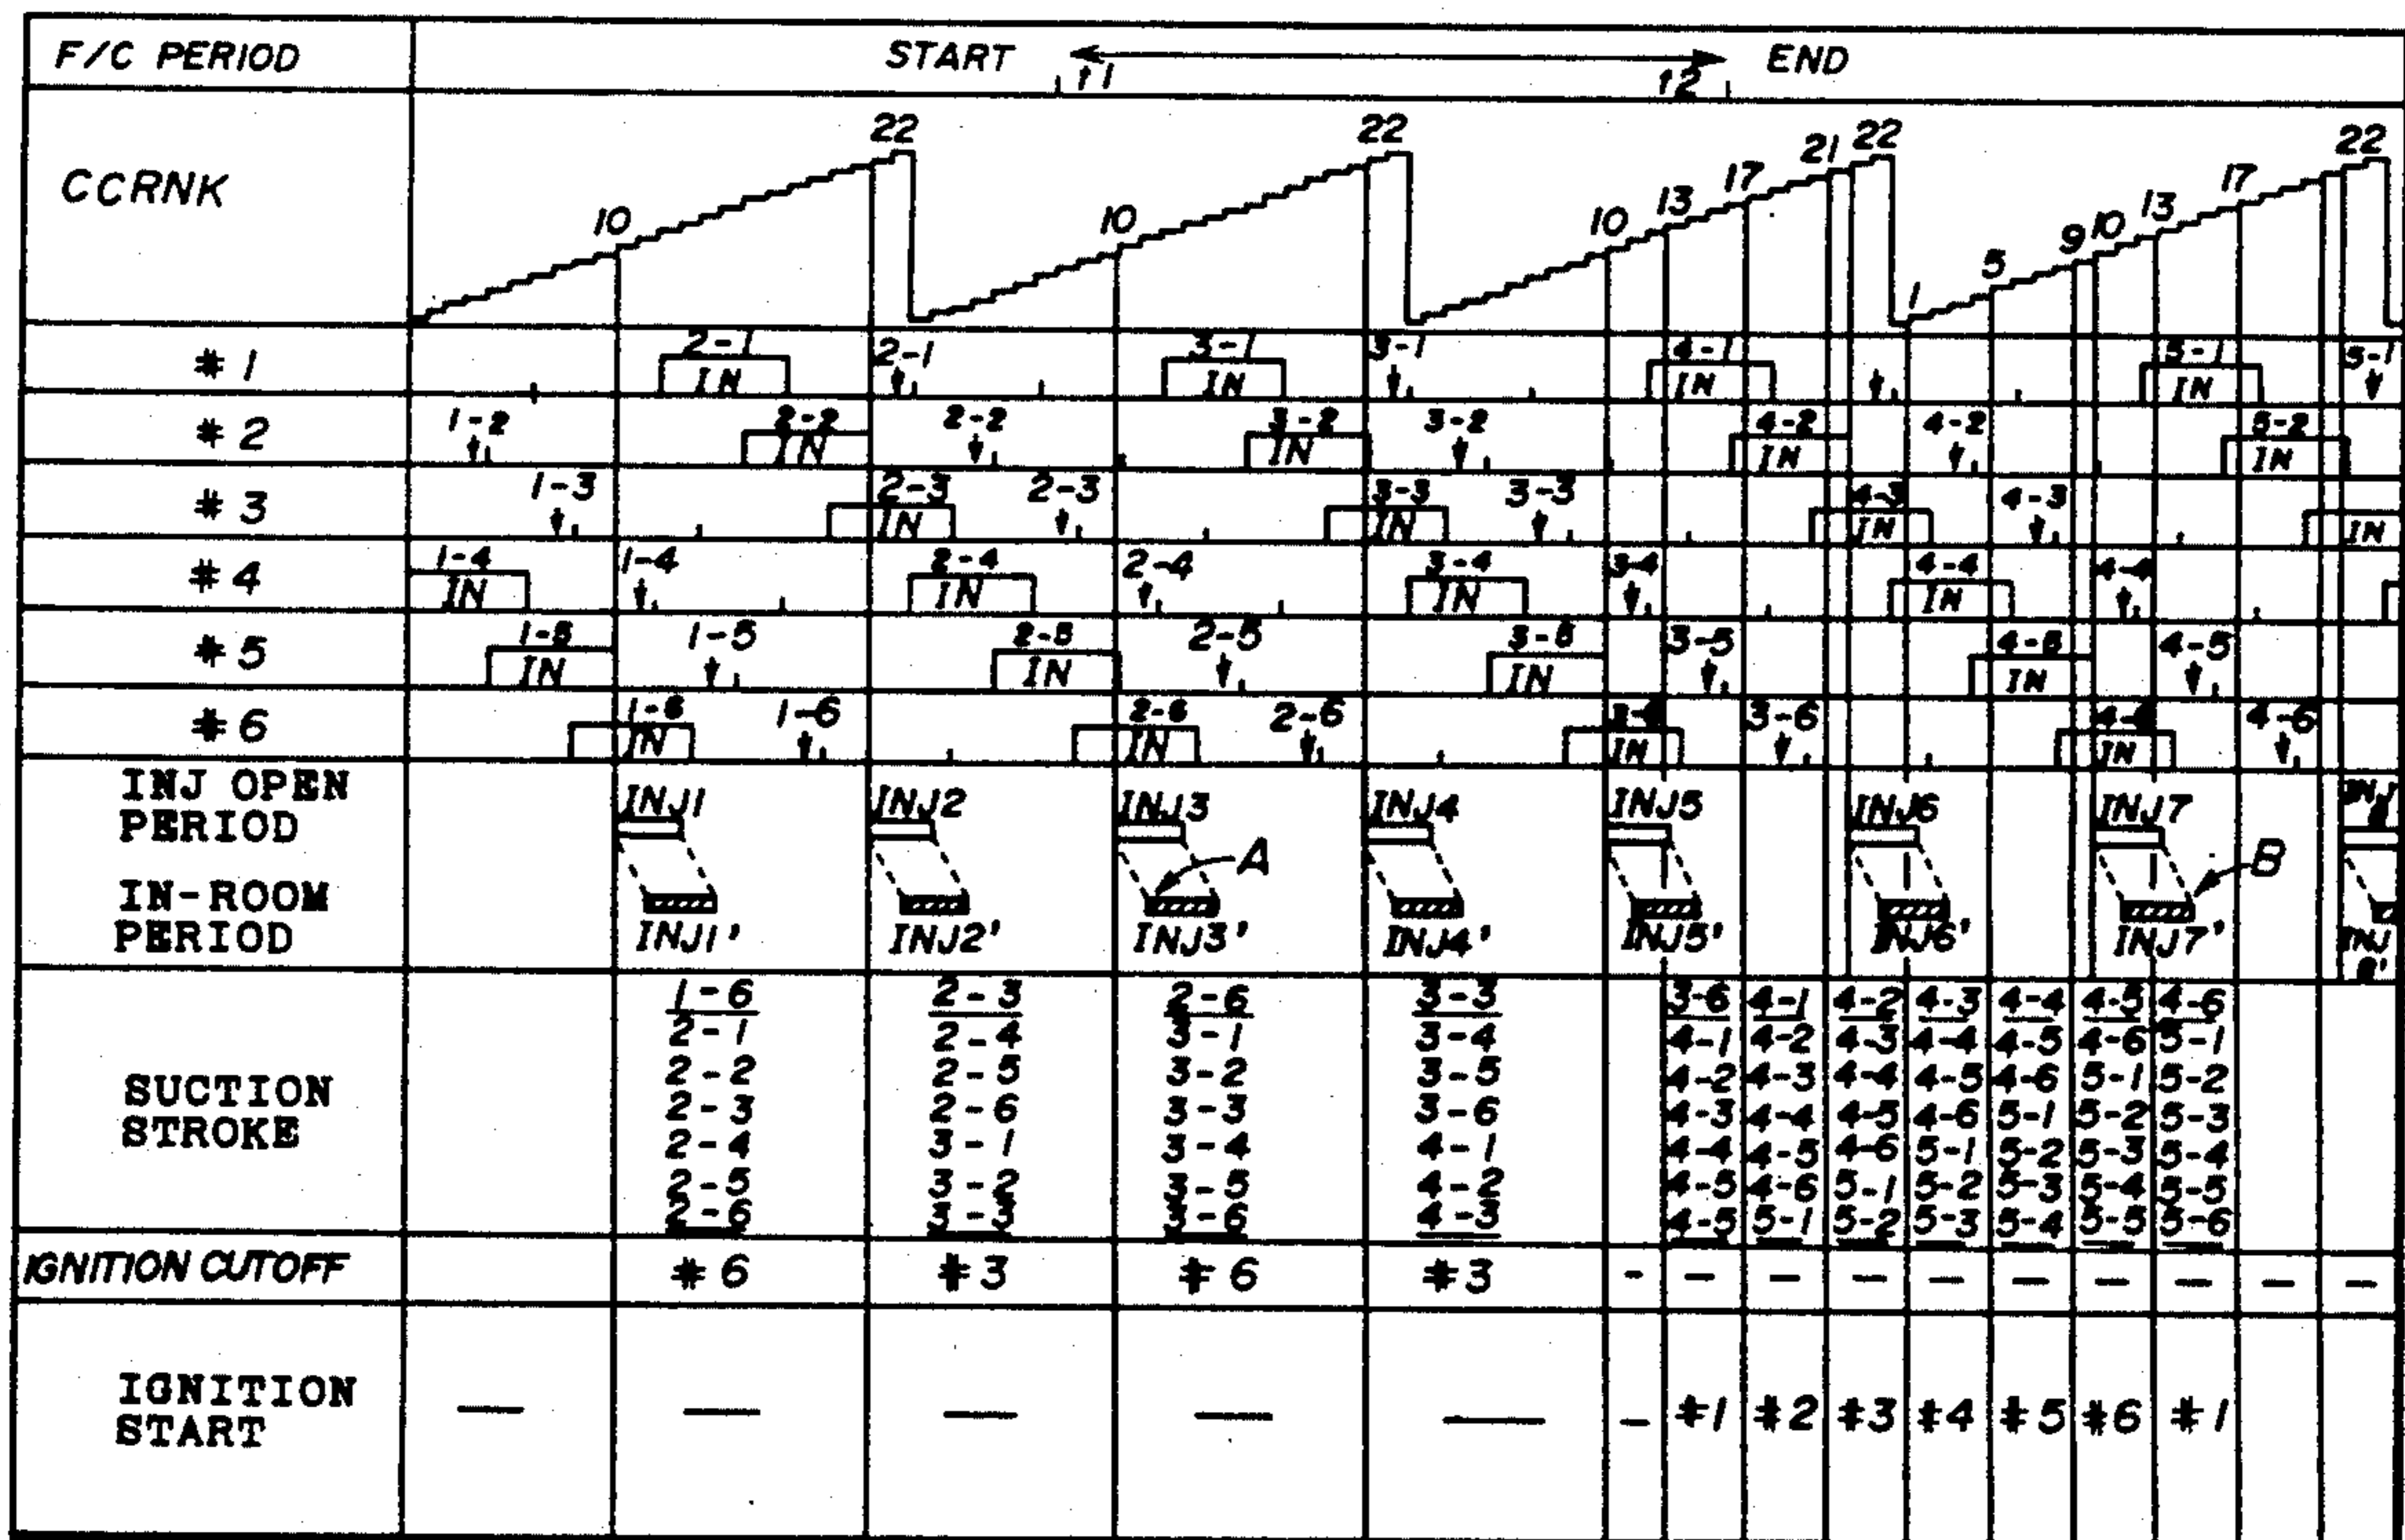 F/C PERIOD START t1 t2 END
CCRNK
10 22 10 22 10 13 17 21 22 1 5 9 10 13 17 22
#1 2-1 IN 2-1 3-1 IN 3-1 4-1 IN 5-1 IN 5-1
#2 1-2 2-2 IN 2-2 3-2 IN 3-2 4-2 IN 4-2 5-2 IN
#3 1-3 2-3 IN 2-3 3-3 IN 3-3 4-3 IN 4-3 IN
#4 1-4 IN 1-4 2-4 IN 2-4 3-4 IN 3-4 4-4 IN 4-4
#5 1-5 IN 1-5 2-5 IN 2-5 3-5 IN 3-5 4-5 IN 4-5
#6 1-6 IN 1-6 2-6 IN 2-6 IN 3-6 IN 4-6
INJ OPEN
PERIOD
INJ1 INJ2 INJ3 INJ4 INJ5 INJ6 INJ7 INJ
A B
IN-ROOM
PERIOD
INJ1' INJ2' INJ3' INJ4' INJ5' INJ6' INJ7' INJ
8'
SUCTION
STROKE
1-6 2-3 2-6 3-3 3-6 4-1 4-2 4-3 4-4 4-5 4-6
2-1 2-4 3-1 3-4 4-1 4-2 4-3 4-4 4-5 4-6 5-1
2-2 2-5 3-2 3-5 4-2 4-3 4-4 4-5 4-6 5-1 5-2
2-3 2-6 3-3 3-6 4-3 4-4 4-5 4-6 5-1 5-2 5-3
2-4 3-1 3-4 4-1 4-4 4-5 4-6 5-1 5-2 5-3 5-4
2-5 3-2 3-5 4-2 4-5 4-6 5-1 5-2 5-3 5-4 5-5
2-6 3-3 3-6 4-3 4-5 5-1 5-2 5-3 5-4 5-5 5-6
IGNITION CUTOFF #6 #3 #6 #3 - — — — — — — — — —
IGNITION
START
— — — — — - #1 #2 #3 #4 #5 #6 #1